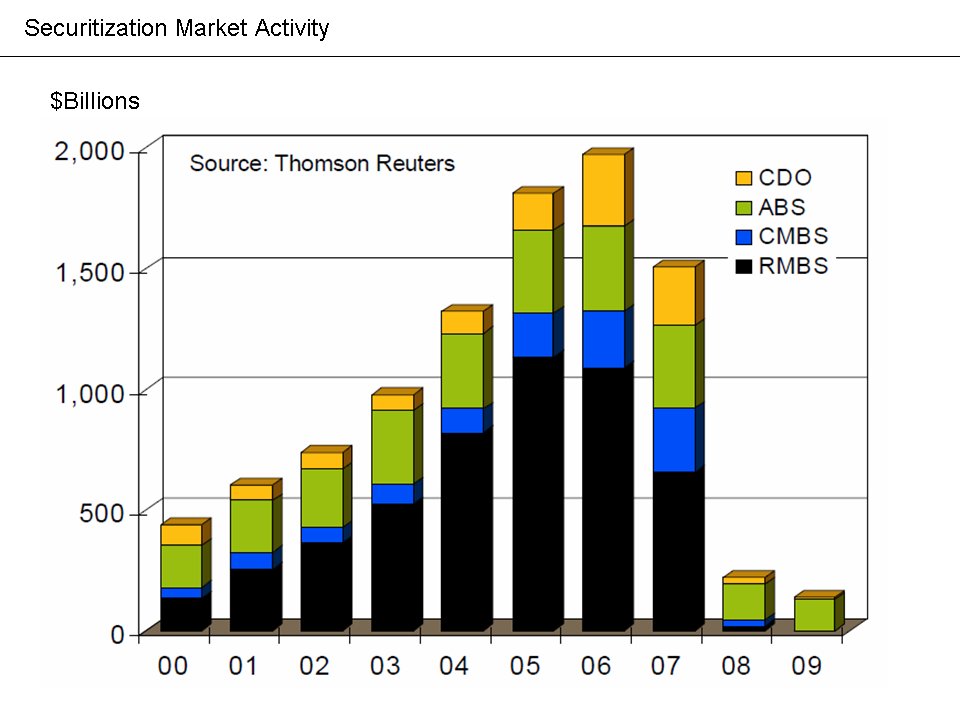 Securitization Market Activity
$Billions
2,000
Source: Thomson Reuters
CDO
ABS
CMBS
RMBS
1,500
1,000
500
0
00 01 02 03 04 05 06 07 08 09